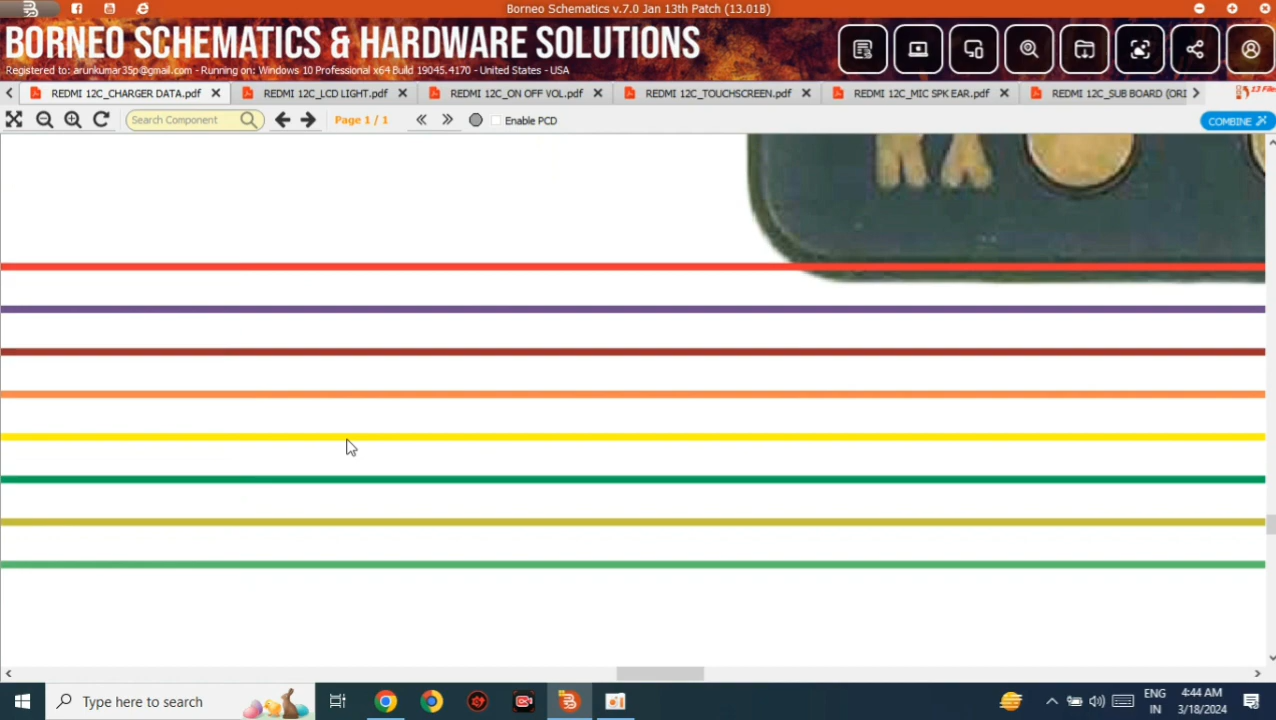 Borneo Schematics v.7.0 Jan 13th Patch (13.018)
BORNEO SCHEMATICS & HARDWARE SOLUTIONS
Registered to: arunkumar35p@gmail.com - Running on: Windows 10 Professional x64 Build 19045.4170 - United States - USA
REDMI 12C_CHARGER DATA.pdf REDMI 12C_LCD LIGHT.pdf REDMI 12C_ON OFF VOL.pdf REDMI 12C_TOUCHSCREEN.pdf REDMI 12C_MIC SPK EAR.pdf REDMI 12C_SUB BOARD (ORI 13 File
Search Component Page 1 / 1 Enable PCD COMBINE
Type here to search
ENG
IN
4:44 AM
3/18/2024